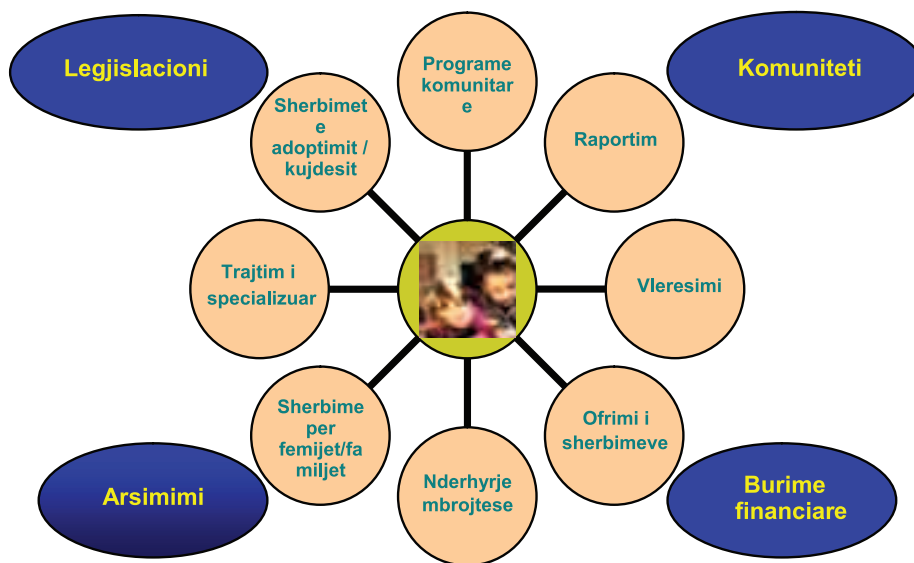 Legjislacioni
Komuniteti
Programe
komunitar
e
Sherbimet
e
adoptimit /
kujdesit
Raportim
Trajtim i
specializuar
Vleresimi
Sherbime
per
femijet/fa
miljet
Ofrimi i
sherbimeve
Nderhyrje
mbrojtese
Arsimimi
Burime
financiare